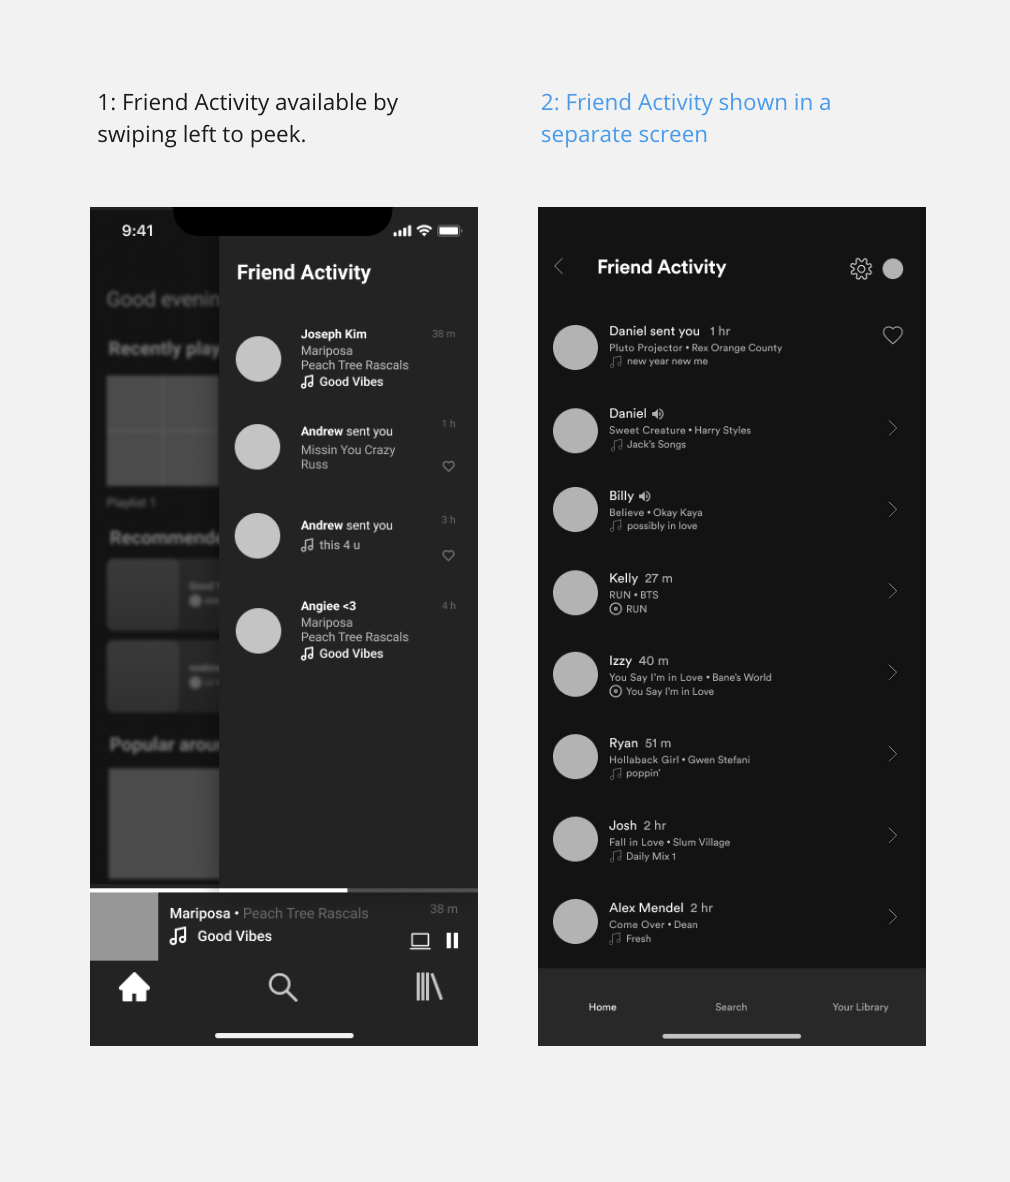 1: Friend Activity available by
swiping left to peek.
2: Friend Activity shown in a
separate screen
9:41
Good evenin
Recently play
Playlist 1
Recommende
Good
Popular arou
Friend Activity
Joseph Kim
38 m
Mariposa
Peach Tree Rascals
Good Vibes
Andrew sent you
1 h
Missin You Crazy
Russ
Andrew sent you
3 h
this 4 u
Angiee <3
4 h
Mariposa
Peach Tree Rascals
Good Vibes
Mariposa • Peach Tree Rascals
38 m
Good Vibes
Friend Activity
Daniel sent you 1 hr
Pluto Projector • Rex Orange County
new year new me
Daniel
Sweet Creature • Harry Styles
Jack's Songs
Billy
Believe • Okay Kaya
possibly in love
Kelly 27 m
RUN • BTS
RUN
Izzy 40 m
You Say I'm in Love • Bane's World
You Say I'm in Love
Ryan 51 m
Hollaback Girl • Gwen Stefani
poppin'
Josh 2 hr
Fall in Love • Slum Village
Daily Mix 1
Alex Mendel 2 hr
Come Over • Dean
Fresh
Home
Search
Your Library